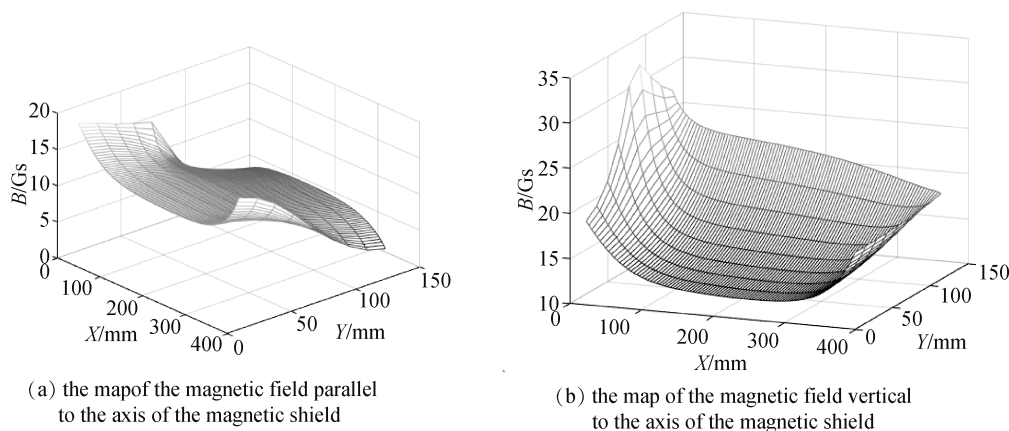 20
15
10
5
0
B/Gs
0
100
200
300
400
X/mm
0
50
100
150
Y/mm
(a) the mapof the magnetic field parallel
to the axis of the magnetic shield
35
30
25
20
15
10
B/Gs
0
100
200
300
400
X/mm
0
50
100
150
Y/mm
(b) the map of the magnetic field vertical
to the axis of the magnetic shield